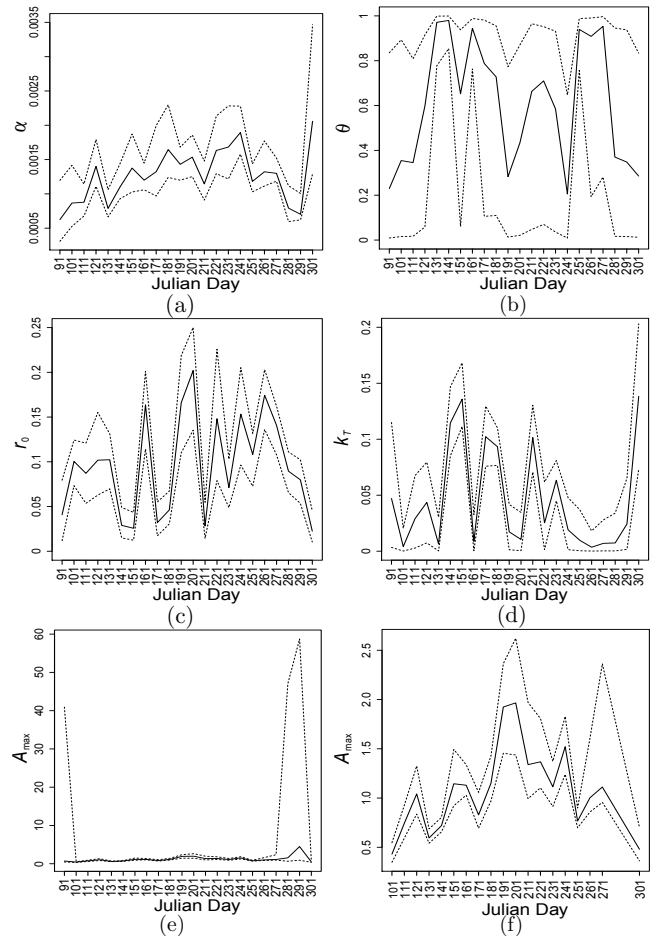 α
0.0005 0.0015 0.0025 0.0035
91 101 111 121 131 141 151 161 171 181 191 201 211 221 231 241 251 261 271 281 291 301
Julian Day
(a)
θ
0 0.2 0.4 0.6 0.8 1
91 101 111 121 131 141 151 161 171 181 191 201 211 221 231 241 251 261 271 281 291 301
Julian Day
(b)
r0
0 0.05 0.1 0.15 0.2 0.25
91 101 111 121 131 141 151 161 171 181 191 201 211 221 231 241 251 261 271 281 291 301
Julian Day
(c)
kT
0 0.05 0.1 0.15 0.2
91 101 111 121 131 141 151 161 171 181 191 201 211 221 231 241 251 261 271 281 291 301
Julian Day
(d)
Amax
0 10 20 30 40 50 60
91 101 111 121 131 141 151 161 171 181 191 201 211 221 231 241 251 261 271 281 291 301
Julian Day
(e)
Amax
0.5 1.0 1.5 2.0 2.5
101 111 121 131 141 151 161 171 181 191 201 211 221 231 241 251 261 271 301
Julian Day
(f)